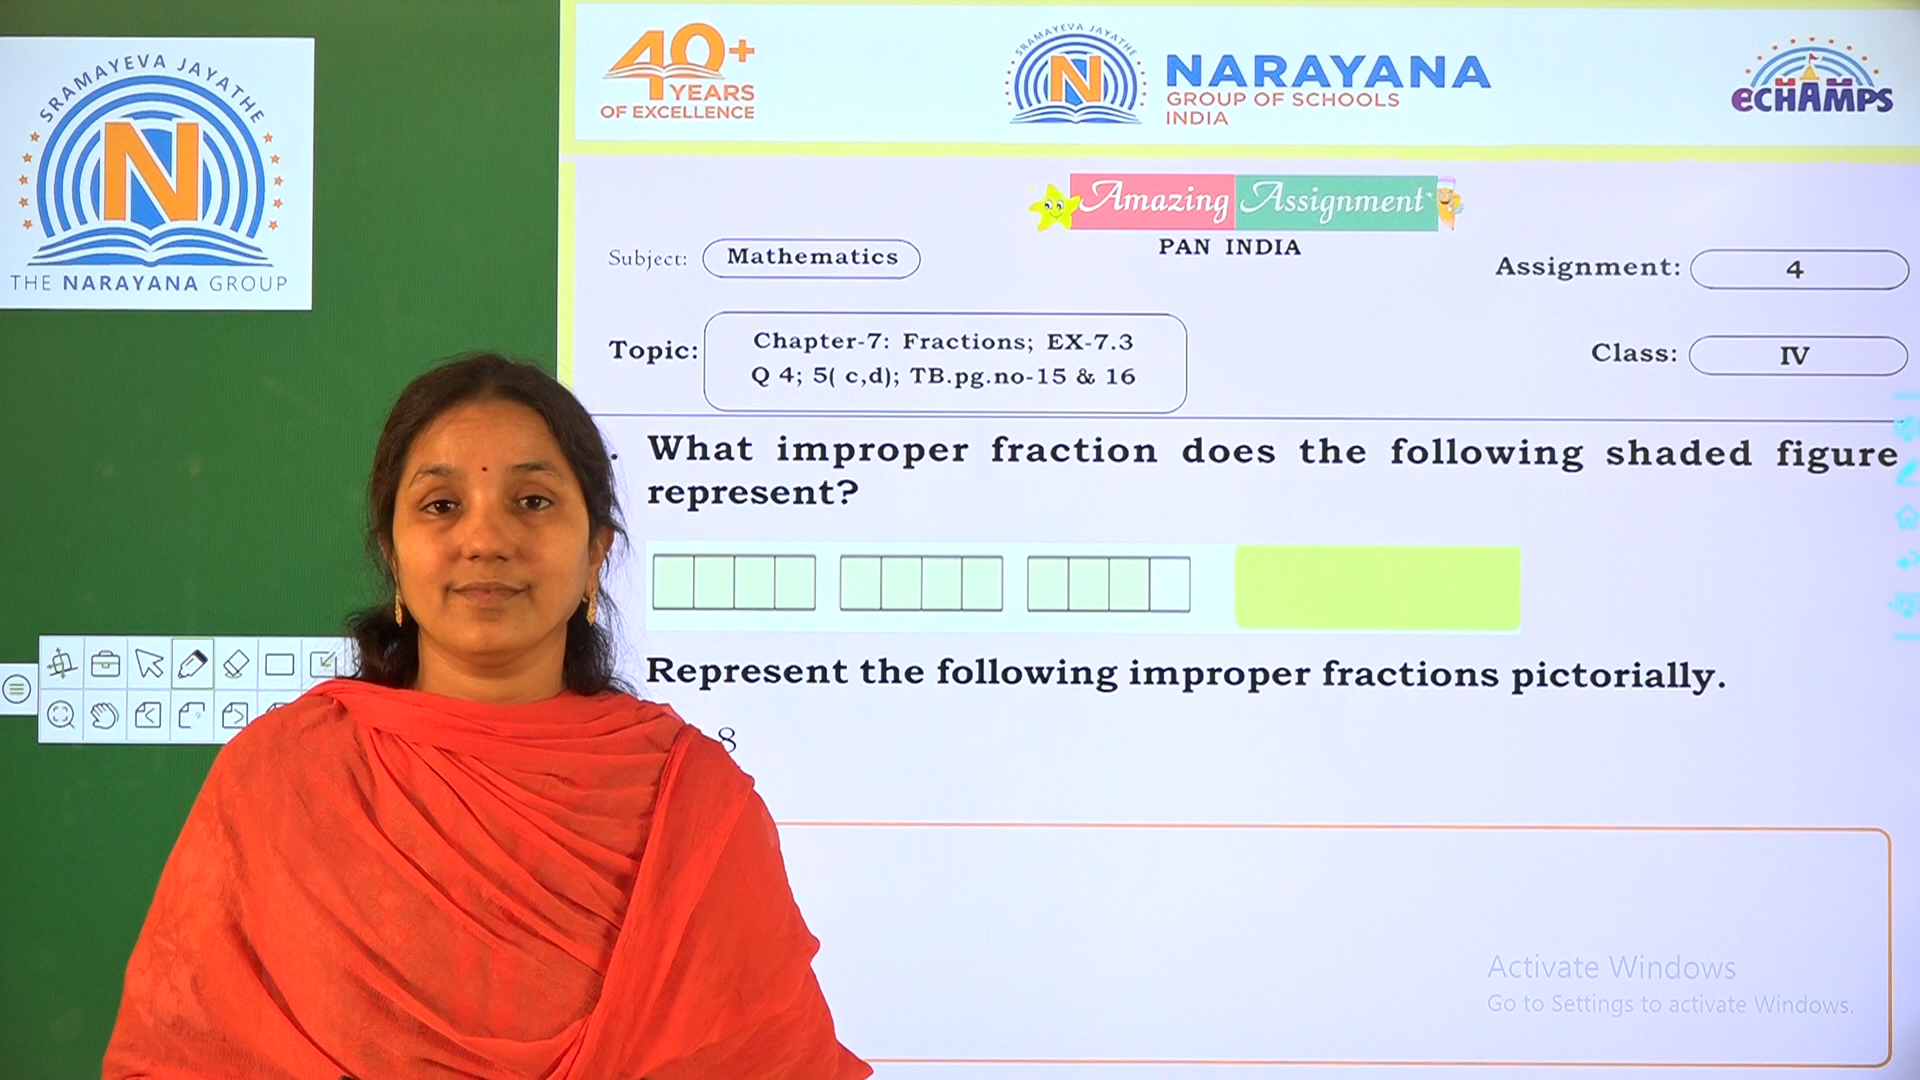 SRAMAYEVA JAYATHE
N
THE NARAYANA GROUP
40+
YEARS
OF EXCELLENCE
SRAMAYEVA JAYATHE
N
NARAYANA
GROUP OF SCHOOLS
INDIA
eCHAMPS
Amazing Assignment
PAN INDIA
Subject: Mathematics
Assignment: 4
Topic: Chapter-7: Fractions; EX-7.3
Q 4; 5( c,d); TB.pg.no-15 & 16
Class: IV
What improper fraction does the following shaded figure
represent?
Represent the following improper fractions pictorially.
8
Activate Windows
Go to Settings to activate Windows.